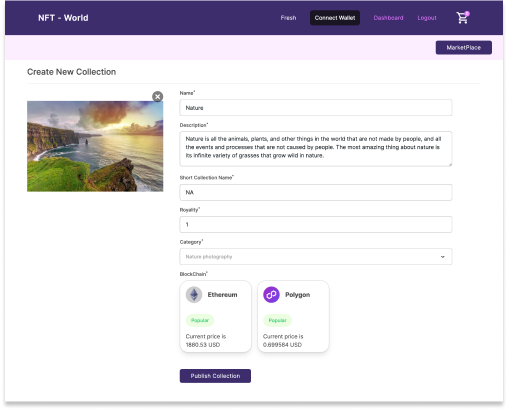 NFT - World
Fresh
Connect Wallet
Dashboard
Logout
MarketPlace
Create New Collection
Name*
Nature
Description*
Nature is all the animals, plants, and other things in the world that are not made by people, and all
the events and processes that are not caused by people. The most amazing thing about nature is
its infinite variety of grasses that grow wild in nature.
Short Collection Name*
NA
Royality*
1
Category*
Nature photography
BlockChain*
Ethereum
Popular
Current price is
1880.53 USD
Polygon
Popular
Current price is
0.699584 USD
Publish Collection